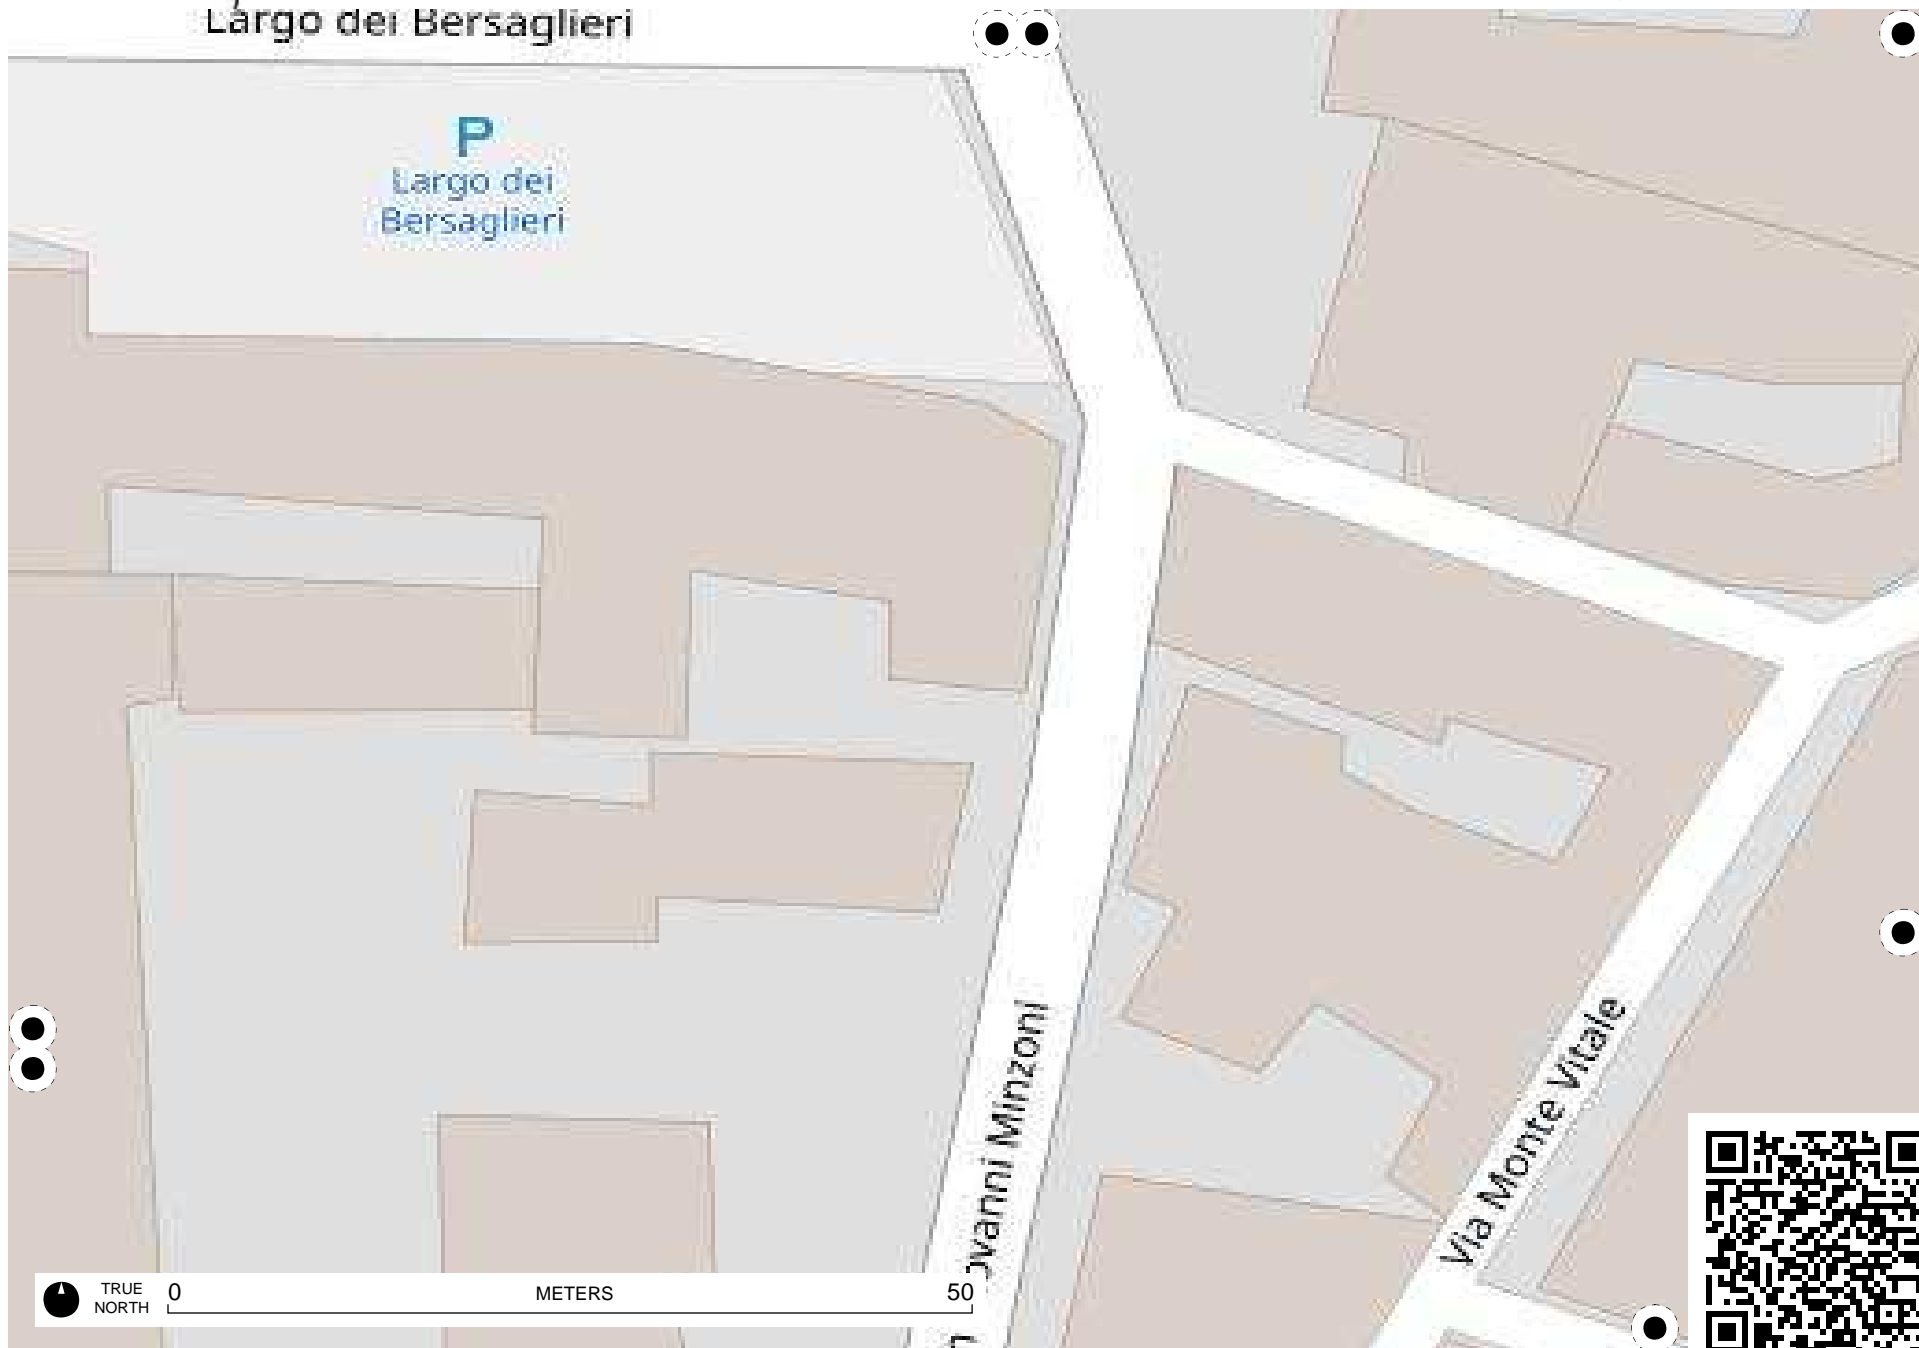 Largo dei Bersaglieri
P
Largo dei
Bersaglieri
ovanni Minzoni
Via Monte Vitale
TRUE
NORTH
0
METERS
50